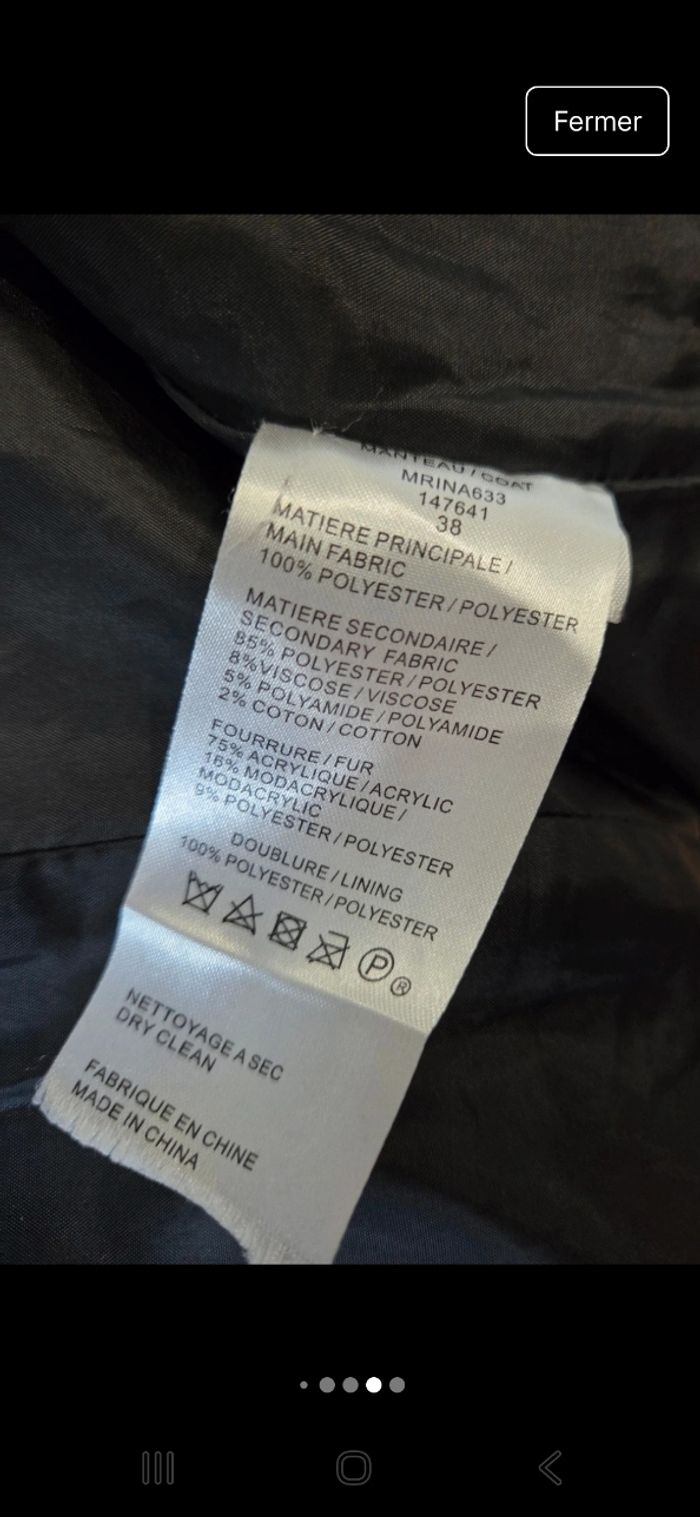 Fermer
MANTEAU / COAT
MRINA633
147641
38
MATIERE PRINCIPALE /
MAIN FABRIC
100% POLYESTER / POLYESTER
MATIERE SECONDAIRE /
SECONDARY FABRIC
85% POLYESTER / POLYESTER
8% VISCOSE / VISCOSE
5% POLYAMIDE / POLYAMIDE
2% COTON / COTTON
FOURRURE / FUR
75% ACRYLIQUE / ACRYLIC
16% MODACRYLIQUE /
MODACRYLIC
9% POLYESTER / POLYESTER
DOUBLURE / LINING
100% POLYESTER / POLYESTER
P ®
NETTOYAGE A SEC
DRY CLEAN
FABRIQUE EN CHINE
MADE IN CHINA